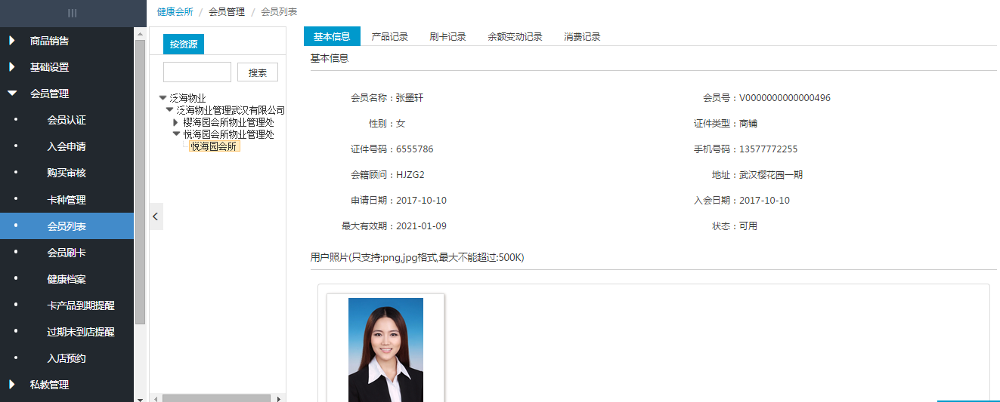 健康会所 / 会员管理 / 会员列表
商品销售
基础设置
会员管理
会员认证
入会申请
购买审核
卡种管理
会员列表
会员刷卡
健康档案
卡产品到期提醒
过期未到店提醒
入店预约
私教管理
按资源
搜索
泛海物业
泛海物业管理武汉有限公司
樱海园会所物业管理处
悦海园会所物业管理处
悦海园会所
基本信息 产品记录 刷卡记录 余额变动记录 消费记录
基本信息
会员名称：张墨轩 会员号：V0000000000000496
性别：女 证件类型：商铺
证件号码：6555786 手机号码：13577772255
会籍顾问：HJZG2 地址：武汉樱花园一期
申请日期：2017-10-10 入会日期：2017-10-10
最大有效期：2021-01-09 状态：可用
用户照片(只支持:png,jpg格式,最大不能超过:500K)